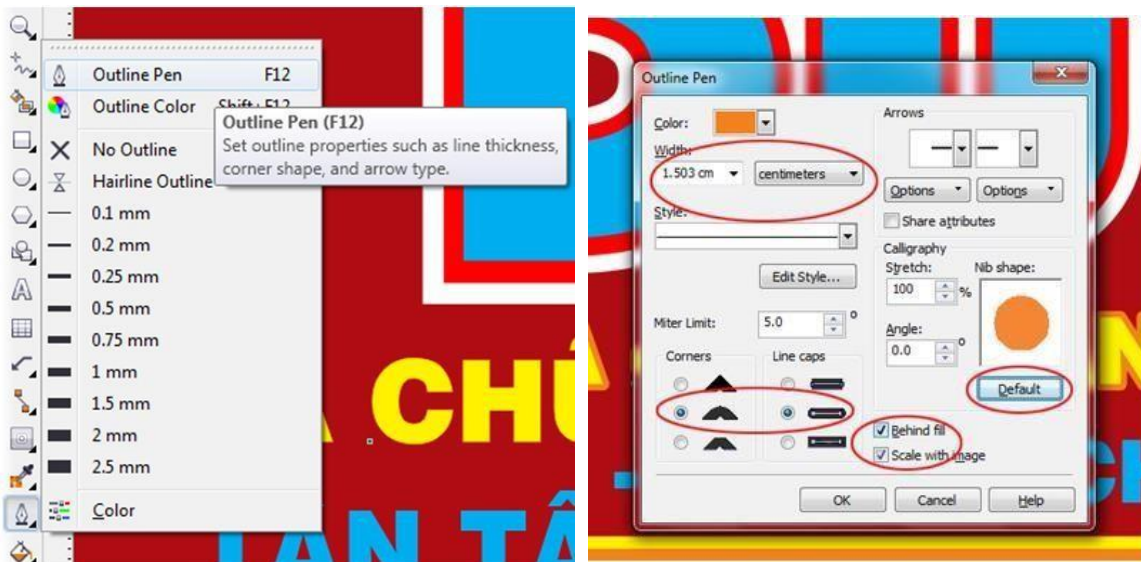 Outline Pen F12
Outline Color Shift+F12
Outline Pen (F12)
Set outline properties such as line thickness,
corner shape, and arrow type.
No Outline
Hairline Outline
0.1 mm
0.2 mm
0.25 mm
0.5 mm
0.75 mm
1 mm
1.5 mm
2 mm
2.5 mm
Color
CHÚ
TÂ
Outline Pen
Color:
Width:
1.503 cm
centimeters
Style:
Edit Style...
Miter Limit:
5.0 °
Corners
Line caps
Arrows
Options
Options
Share attributes
Calligraphy
Stretch:
100 %
Nib shape:
Angle:
0.0 °
Default
Behind fill
Scale with image
OK
Cancel
Help